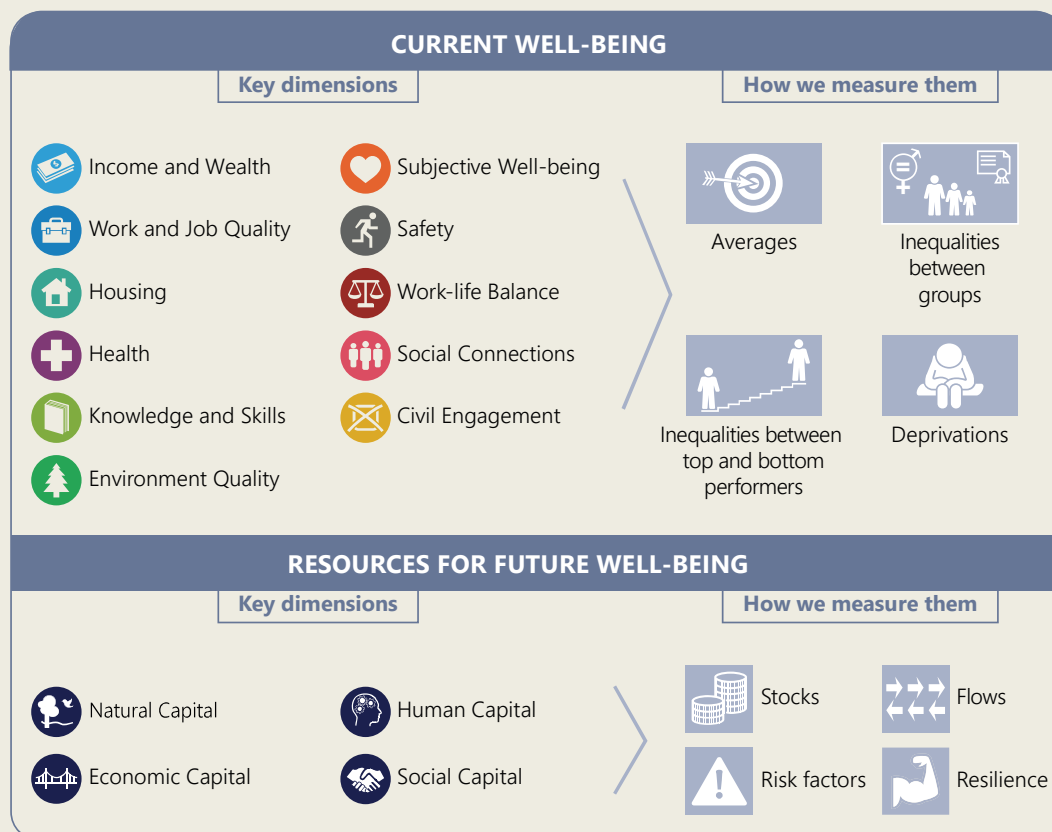 CURRENT WELL-BEING
Key dimensions
How we measure them
Income and Wealth
Work and Job Quality
Housing
Health
Knowledge and Skills
Environment Quality
Subjective Well-being
Safety
Work-life Balance
Social Connections
Civil Engagement
Averages
Inequalities
between
groups
Inequalities between
top and bottom
performers
Deprivations
RESOURCES FOR FUTURE WELL-BEING
Key dimensions
How we measure them
Natural Capital
Economic Capital
Human Capital
Social Capital
Stocks
Flows
Risk factors
Resilience